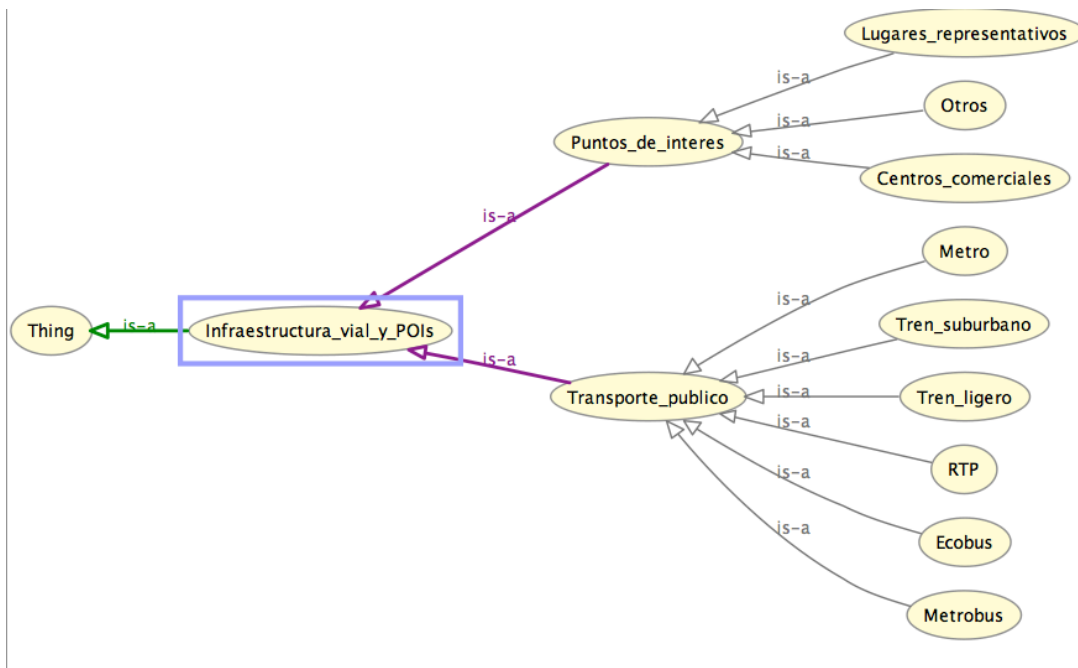 Lugares_representativos
is-a
Otros
is-a
Puntos_de_interes
is-a
Centros_comerciales
is-a
Metro
is-a
Thing
is-a
Infraestructura_vial_y_POIs
Tren_suburbano
is-a
is-a
Transporte_publico
is-a
Tren_ligero
is-a
RTP
is-a
Ecobus
is-a
Metrobus